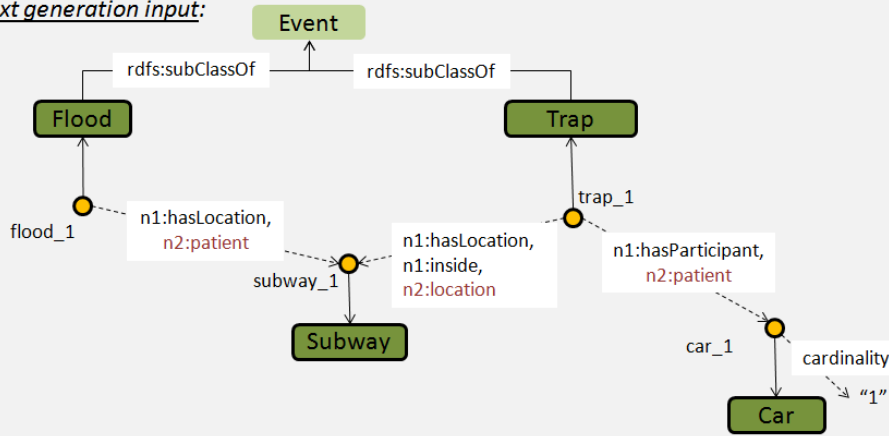 xt generation input:
Event
rdfs:subClassOf
rdfs:subClassOf
Flood
Trap
flood_1
n1:hasLocation,
n2:patient
trap_1
n1:hasLocation,
n1:inside,
n2:location
n1:hasParticipant,
n2:patient
subway_1
Subway
car_1
cardinality
"1"
Car